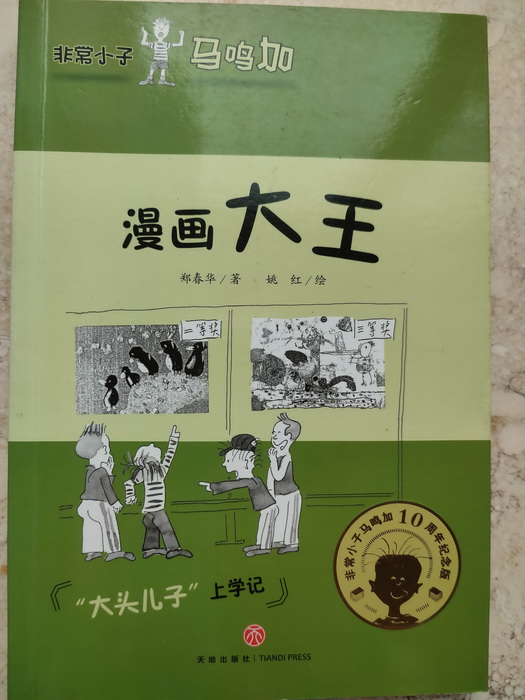 非常小子 马鸣加
漫画大王
郑春华/著 姚 红/绘
二等奖
三等奖
非常小子马鸣加10周年纪念版
“大头儿子”上学记
天地出版社 | TIANDI PRESS